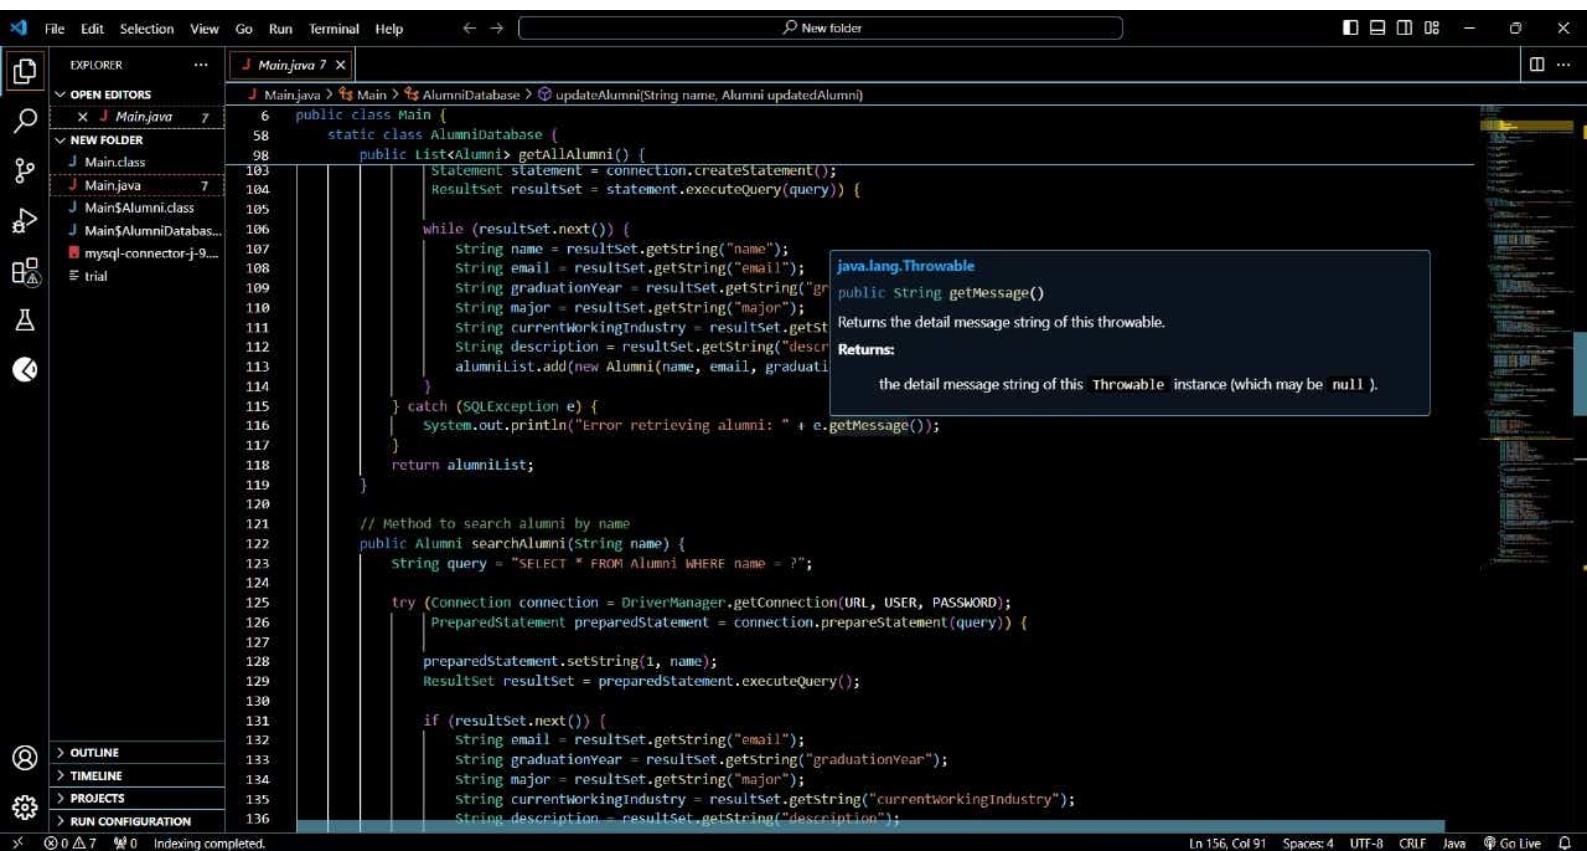 File Edit Selection View Go Run Terminal Help
New folder
EXPLORER
OPEN EDITORS
Main.java 7
NEW FOLDER
Main.class
Main.java 7
Main$Alumni.class
Main$AlumniDatabas...
mysql-connector-j-9....
trial
OUTLINE
TIMELINE
PROJECTS
RUN CONFIGURATION
J Main.java 7
Main.java > Main > AlumniDatabase > updateAlumni(String name, Alumni updatedAlumni)
6 public class Main {
58 static class AlumniDatabase {
98 public List<Alumni> getAllAlumni() {
103 Statement statement = connection.createStatement();
104 ResultSet resultSet = statement.executeQuery(query)) {
105
106 while (resultSet.next()) {
107 String name = resultSet.getString("name");
108 String email = resultSet.getString("email");
109 String graduationYear = resultSet.getString("gr
110 String major = resultSet.getString("major");
111 String currentWorkingIndustry = resultSet.getSt
112 String description = resultSet.getString("descr
113 alumniList.add(new Alumni(name, email, graduati
114 }
115 } catch (SQLException e) {
116 System.out.println("Error retrieving alumni: " + e.getMessage());
117 }
118 return alumniList;
119 }
120
121 // Method to search alumni by name
122 public Alumni searchAlumni(String name) {
123 String query = "SELECT * FROM Alumni WHERE name = ?";
124
125 try (Connection connection = DriverManager.getConnection(URL, USER, PASSWORD);
126 PreparedStatement preparedStatement = connection.prepareStatement(query)) {
127
128 preparedStatement.setString(1, name);
129 ResultSet resultSet = preparedStatement.executeQuery();
130
131 if (resultSet.next()) {
132 String email = resultSet.getString("email");
133 String graduationYear = resultSet.getString("graduationYear");
134 String major = resultSet.getString("major");
135 String currentWorkingIndustry = resultSet.getString("currentWorkingIndustry");
136 String description = resultSet.getString("description");
java.lang.Throwable
public String getMessage()
Returns the detail message string of this throwable.
Returns:
the detail message string of this Throwable instance (which may be null ).
0 7 0 Indexing completed.
Ln 156, Col 91 Spaces: 4 UTF-8 CRLF Java Go Live